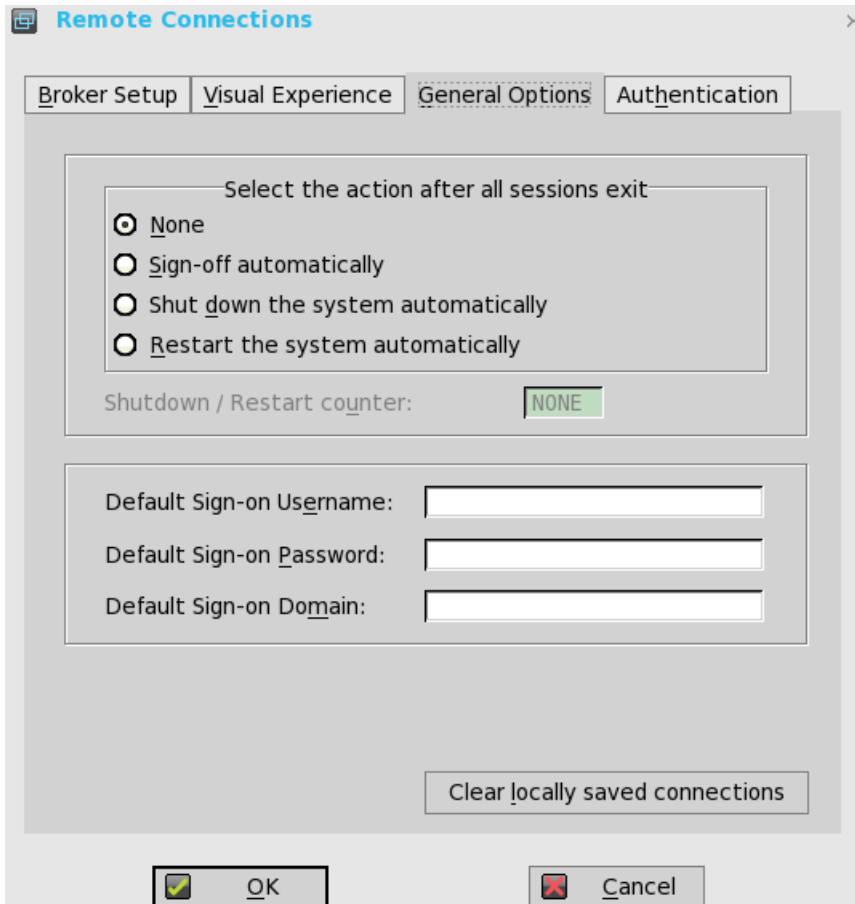 Remote Connections
Broker Setup Visual Experience General Options Authentication
Select the action after all sessions exit
None
Sign-off automatically
Shut down the system automatically
Restart the system automatically
Shutdown / Restart counter: NONE
Default Sign-on Username:
Default Sign-on Password:
Default Sign-on Domain:
Clear locally saved connections
OK Cancel